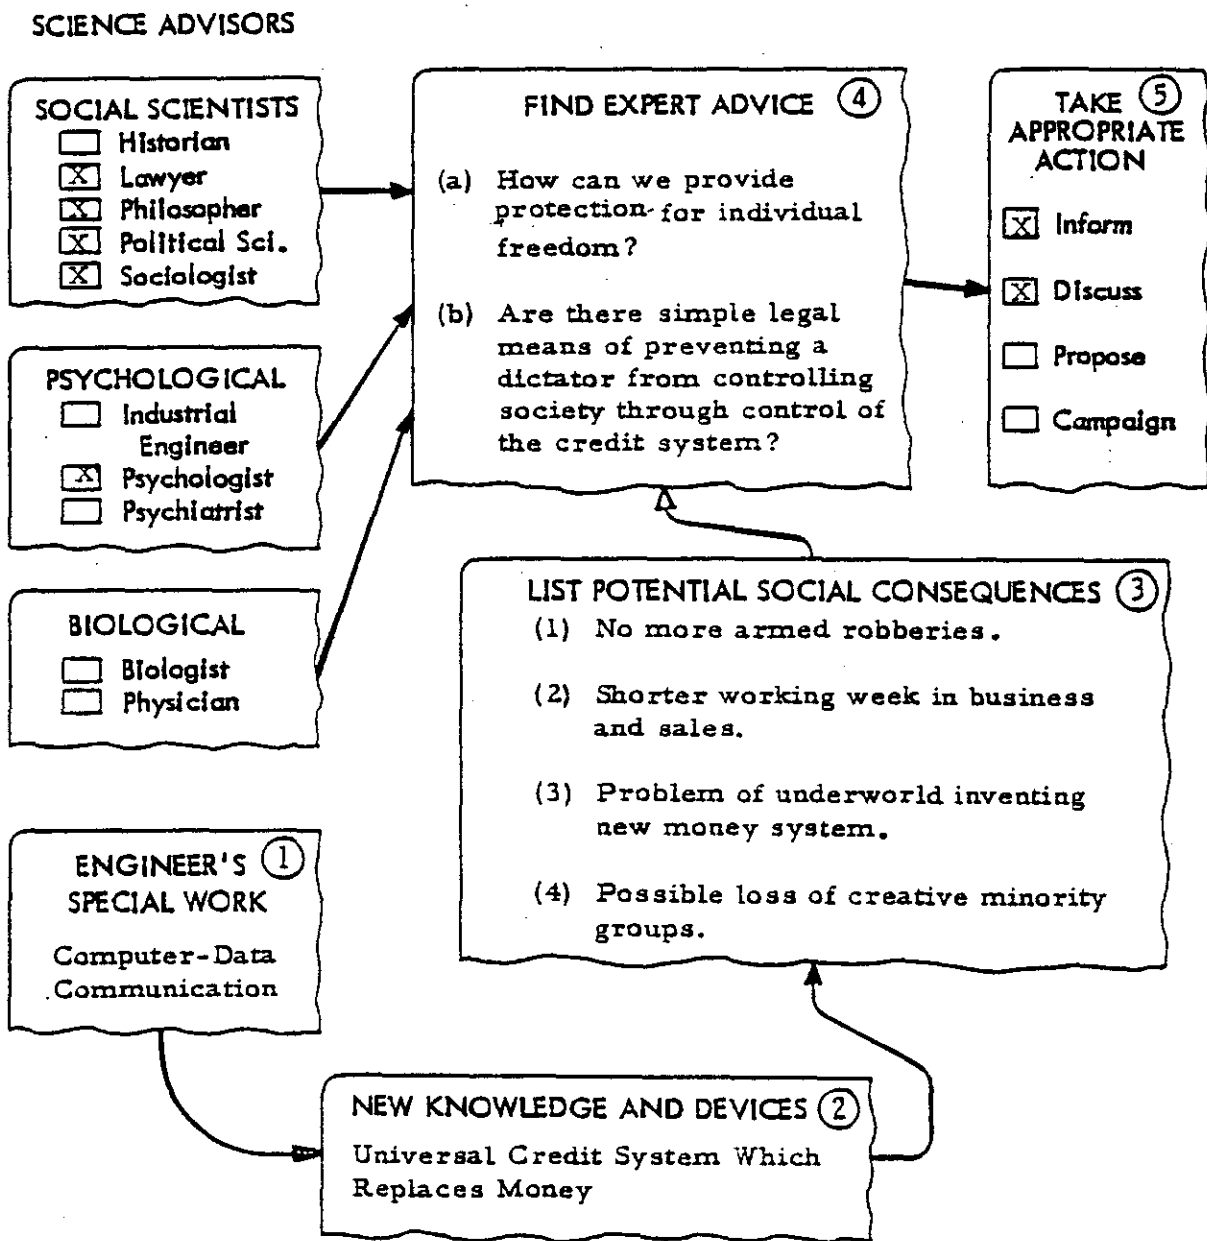 SCIENCE ADVISORS
SOCIAL SCIENTISTS
Historian
X Lawyer
X Philosopher
X Political Sci.
X Sociologist
PSYCHOLOGICAL
Industrial
Engineer
X Psychologist
Psychiatrist
BIOLOGICAL
Biologist
Physician
ENGINEER'S 1
SPECIAL WORK
Computer-Data
Communication
NEW KNOWLEDGE AND DEVICES 2
Universal Credit System Which
Replaces Money
LIST POTENTIAL SOCIAL CONSEQUENCES 3
(1) No more armed robberies.
(2) Shorter working week in business
and sales.
(3) Problem of underworld inventing
new money system.
(4) Possible loss of creative minority
groups.
FIND EXPERT ADVICE 4
(a) How can we provide
protection for individual
freedom?
(b) Are there simple legal
means of preventing a
dictator from controlling
society through control of
the credit system?
TAKE 5
APPROPRIATE
ACTION
X Inform
X Discuss
Propose
Campaign